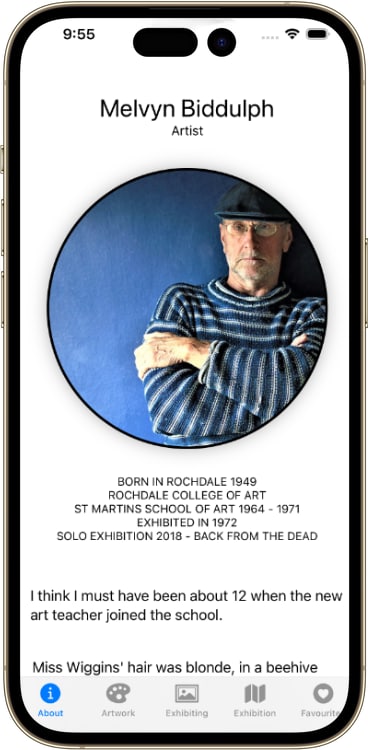 9:55
Melvyn Biddulph
Artist
BORN IN ROCHDALE 1949
ROCHDALE COLLEGE OF ART
ST MARTINS SCHOOL OF ART 1964 - 1971
EXHIBITED IN 1972
SOLO EXHIBITION 2018 - BACK FROM THE DEAD
I think I must have been about 12 when the new
art teacher joined the school.
Miss Wiggins' hair was blonde, in a beehive
About Artwork Exhibiting Exhibition Favourite